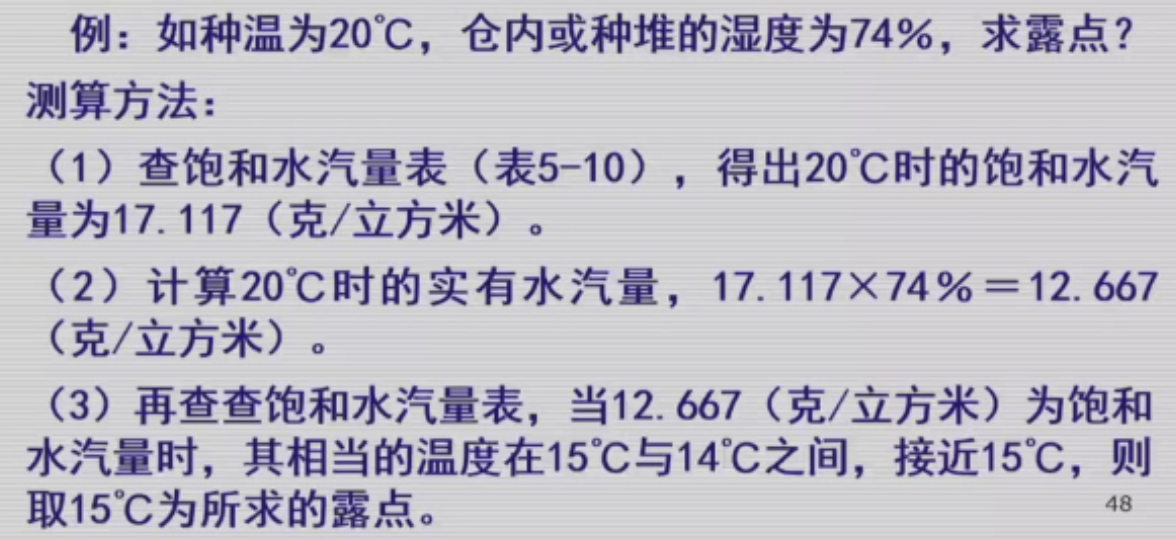 例：如种温为20℃，仓内或种堆的湿度为74%，求露点？
测算方法：
（1）查饱和水汽量表（表5-10），得出20℃时的饱和水汽
量为17.117（克/立方米）。
（2）计算20℃时的实有水汽量，17.117×74%＝12.667
（克/立方米）。
（3）再查查饱和水汽量表，当12.667（克/立方米）为饱和
水汽量时，其相当的温度在15℃与14℃之间，接近15℃，则
取15℃为所求的露点。
48